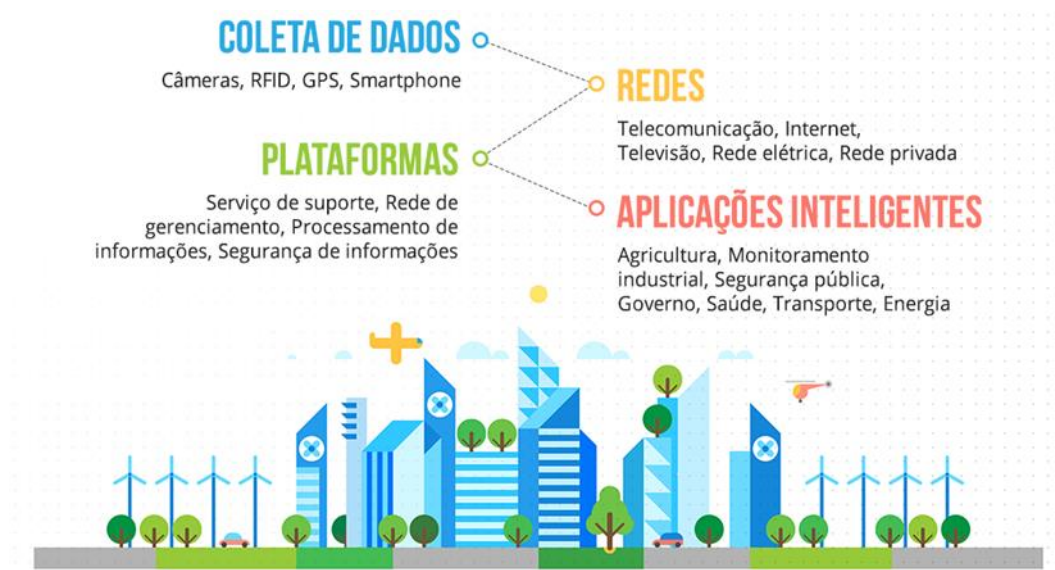 COLETA DE DADOS
Câmeras, RFID, GPS, Smartphone
REDES
Telecomunicação, Internet,
Televisão, Rede elétrica, Rede privada
PLATAFORMAS
Serviço de suporte, Rede de
gerenciamento, Processamento de
informações, Segurança de informações
APLICAÇÕES INTELIGENTES
Agricultura, Monitoramento
industrial, Segurança pública,
Governo, Saúde, Transporte, Energia